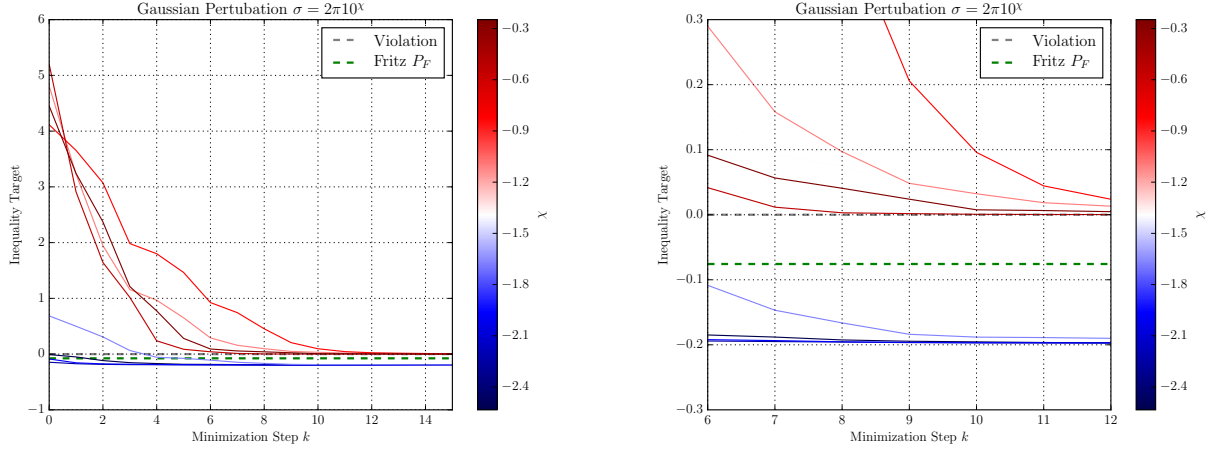 Gaussian Pertubation σ = 2π10^χ
6
5
4
3
2
1
0
−1
Inequality Target
0 2 4 6 8 10 12 14
Minimization Step k
Violation
Fritz P_F
−0.3
−0.6
−0.9
−1.2
−1.5
−1.8
−2.1
−2.4
χ
Gaussian Pertubation σ = 2π10^χ
0.3
0.2
0.1
0.0
−0.1
−0.2
−0.3
Inequality Target
6 7 8 9 10 11 12
Minimization Step k
Violation
Fritz P_F
−0.3
−0.6
−0.9
−1.2
−1.5
−1.8
−2.1
−2.4
χ